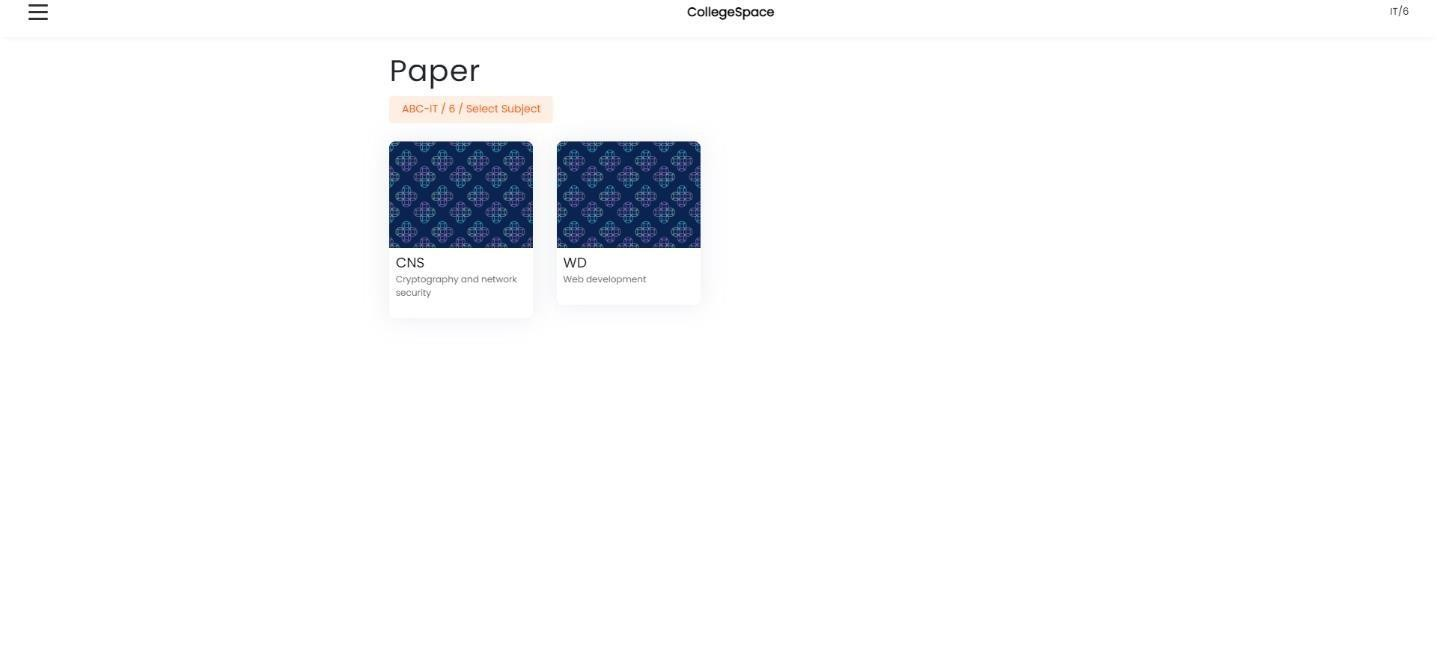 CollegeSpace
IT/6
Paper
ABC-IT / 6 / Select Subject
CNS
Cryptography and network
security
WD
Web development